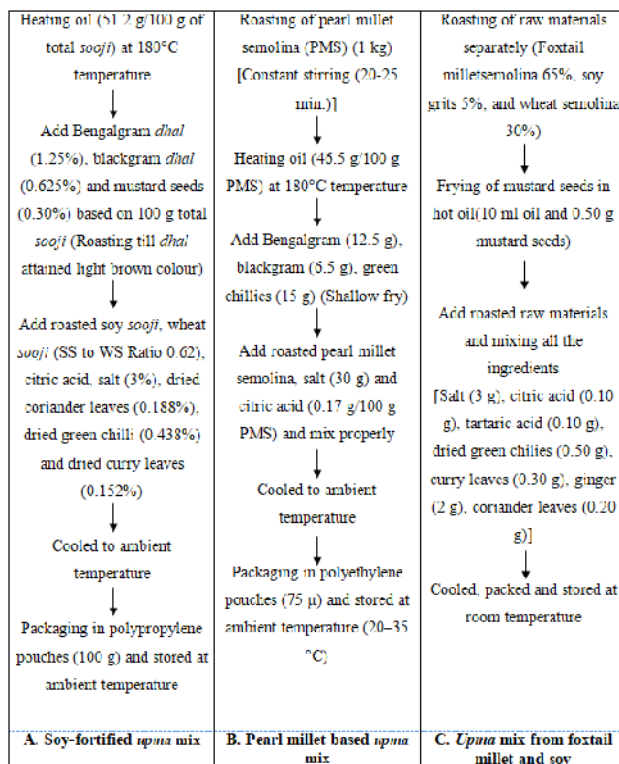 Heating oil (51.2 g/100 g of
total sooji) at 180°C
temperature
Add Bengalgram dhal
(1.25%), blackgram dhal
(0.625%) and mustard seeds
(0.30%) based on 100 g total
sooji (Roasting till dhal
attained light brown colour)
Add roasted soy sooji, wheat
sooji (SS to WS Ratio 0.62),
citric acid, salt (3%), dried
coriander leaves (0.188%),
dried green chilli (0.438%)
and dried curry leaves
(0.152%)
Cooled to ambient
temperature
Packaging in polypropylene
pouches (100 g) and stored at
ambient temperature
A. Soy-fortified upma mix
Roasting of pearl millet
semolina (PMS) (1 kg)
[Constant stirring (20-25
min.)]
Heating oil (45.5 g/100 g
PMS) at 180°C temperature
Add Bengalgram (12.5 g),
blackgram (5.5 g), green
chillies (15 g) (Shallow fry)
Add roasted pearl millet
semolina, salt (30 g) and
citric acid (0.17 g/100 g
PMS) and mix properly
Cooled to ambient
temperature
Packaging in polyethylene
pouches (75 µ) and stored at
ambient temperature (20–35
°C)
B. Pearl millet based upma
mix
Roasting of raw materials
separately (Foxtail
milletsemolina 65%, soy
grits 5%, and wheat semolina
30%)
Frying of mustard seeds in
hot oil(10 ml oil and 0.50 g
mustard seeds)
Add roasted raw materials
and mixing all the
ingredients
[Salt (3 g), citric acid (0.10
g), tartaric acid (0.10 g),
dried green chilies (0.50 g),
curry leaves (0.30 g), ginger
(2 g), coriander leaves (0.20
g)]
Cooled, packed and stored at
room temperature
C. Upma mix from foxtail
millet and soy